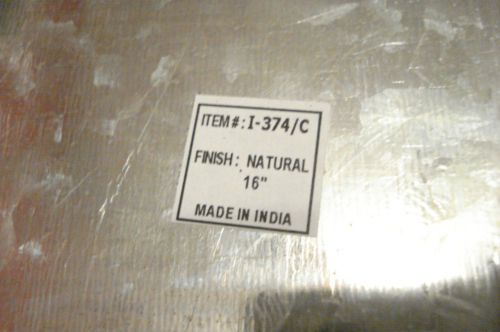 ITEM#: I-374/C
FINISH: NATURAL
16"
MADE IN INDIA